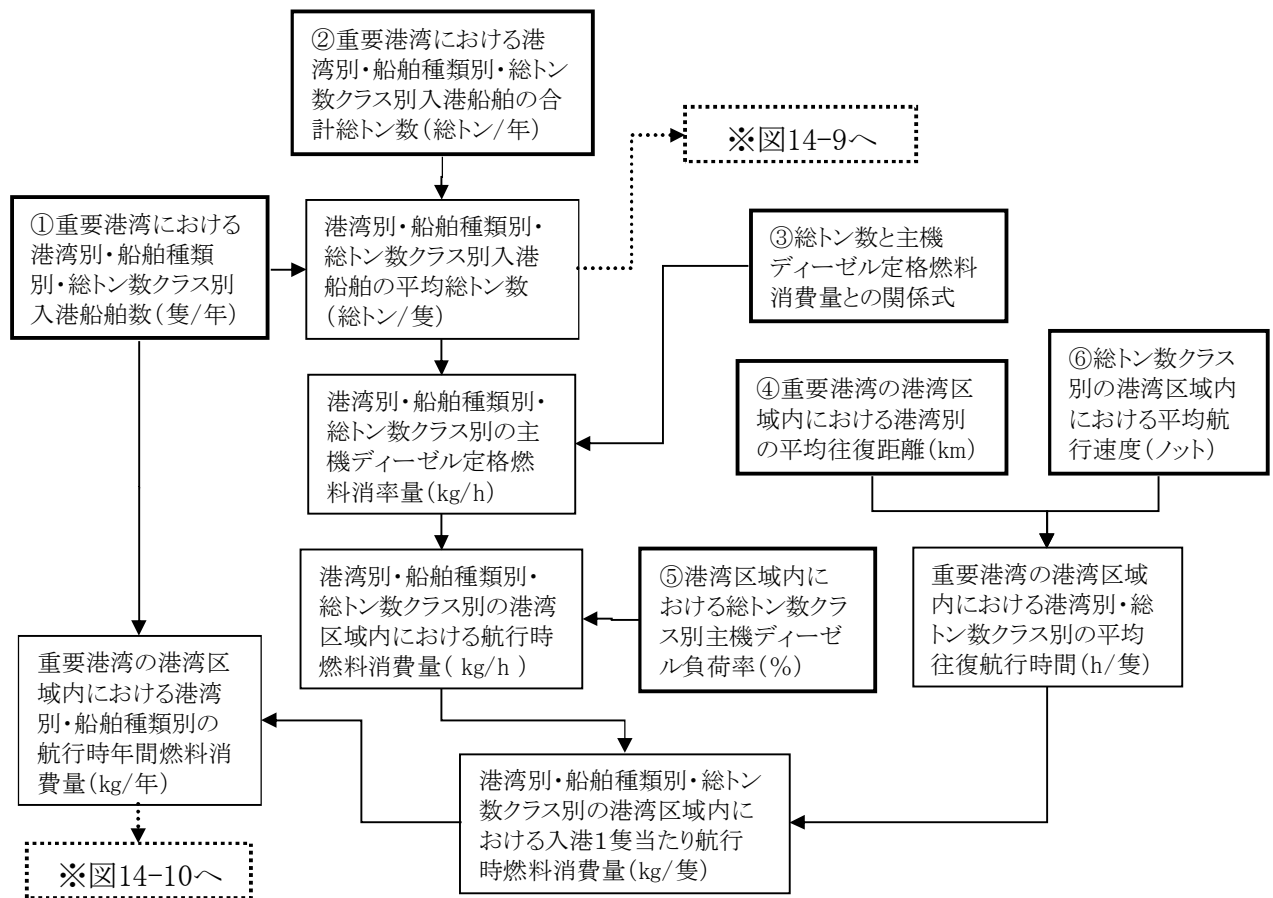 ②重要港湾における港
湾別・船舶種類別・総トン
数クラス別入港船舶の合
計総トン数(総トン/年)
※図14-9へ
①重要港湾における
港湾別・船舶種類
別・総トン数クラス別
入港船舶数(隻/年)
港湾別・船舶種類別・
総トン数クラス別入港
船舶の平均総トン数
(総トン/隻)
③総トン数と主機
ディーゼル定格燃料
消費量との関係式
港湾別・船舶種類別・
総トン数クラス別の主
機ディーゼル定格燃
料消率量(kg/h)
④重要港湾の港湾区
域内における港湾別
の平均往復距離(km)
⑥総トン数クラス
別の港湾区域内
における平均航
行速度(ノット)
港湾別・船舶種類別・
総トン数クラス別の港湾
区域内における航行時
燃料消費量( kg/h )
⑤港湾区域内に
おける総トン数クラ
ス別主機ディーゼ
ル負荷率(%)
重要港湾の港湾区域
内における港湾別・総
トン数クラス別の平均
往復航行時間(h/隻)
重要港湾の港湾区
域内における港湾
別・船舶種類別の
航行時年間燃料消
費量(kg/年)
港湾別・船舶種類別・総トン
数クラス別の港湾区域内に
おける入港1隻当たり航行
時燃料消費量(kg/隻)
※図14-10へ